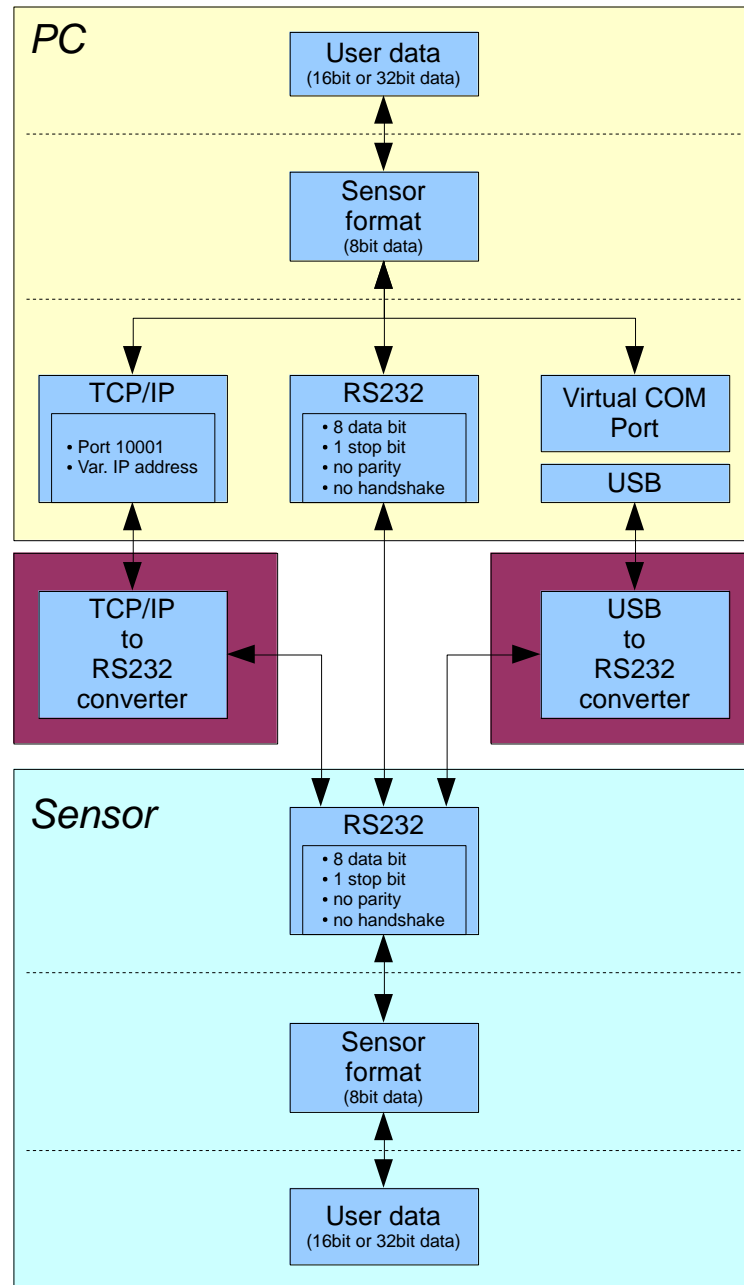 PC
User data
(16bit or 32bit data)
Sensor
format
(8bit data)
TCP/IP
• Port 10001
• Var. IP address
RS232
• 8 data bit
• 1 stop bit
• no parity
• no handshake
Virtual COM
Port
USB
TCP/IP
to
RS232
converter
USB
to
RS232
converter
Sensor
RS232
• 8 data bit
• 1 stop bit
• no parity
• no handshake
Sensor
format
(8bit data)
User data
(16bit or 32bit data)